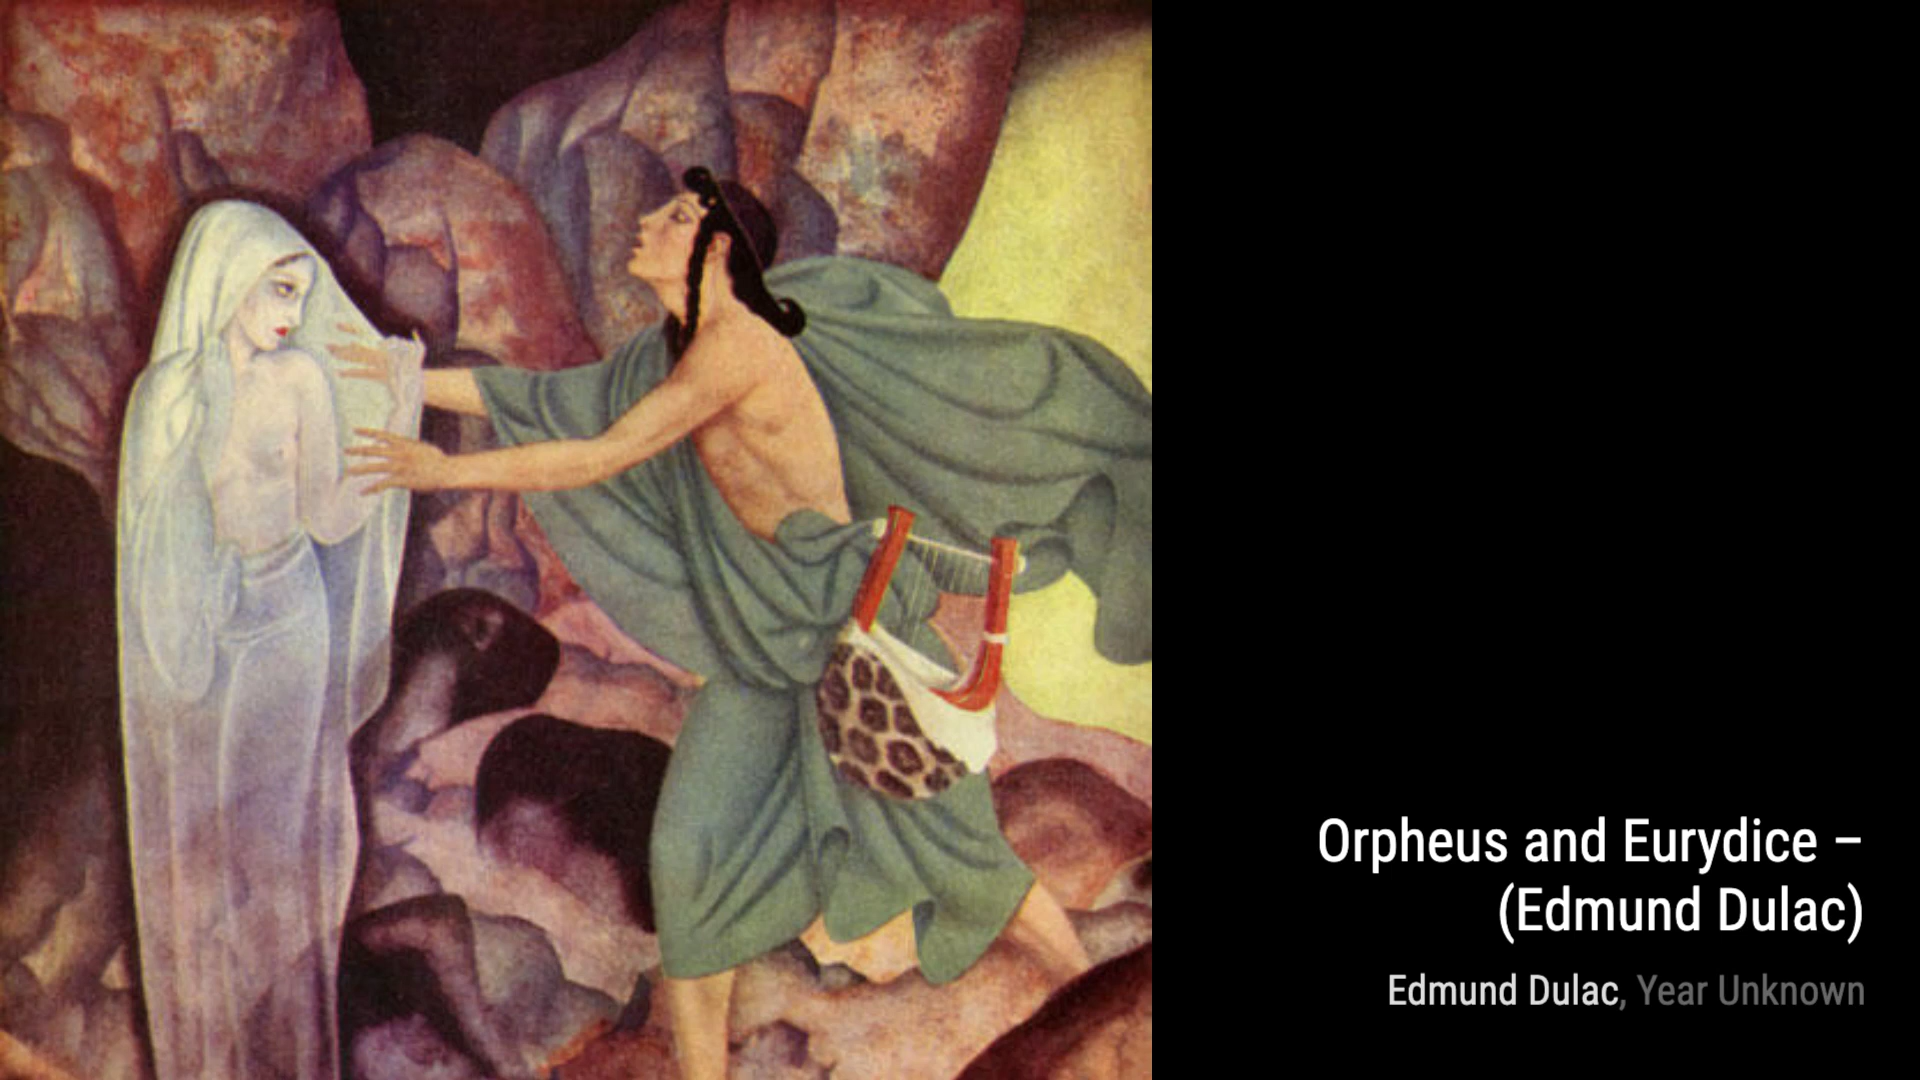 Orpheus and Eurydice –
(Edmund Dulac)
Edmund Dulac, Year Unknown